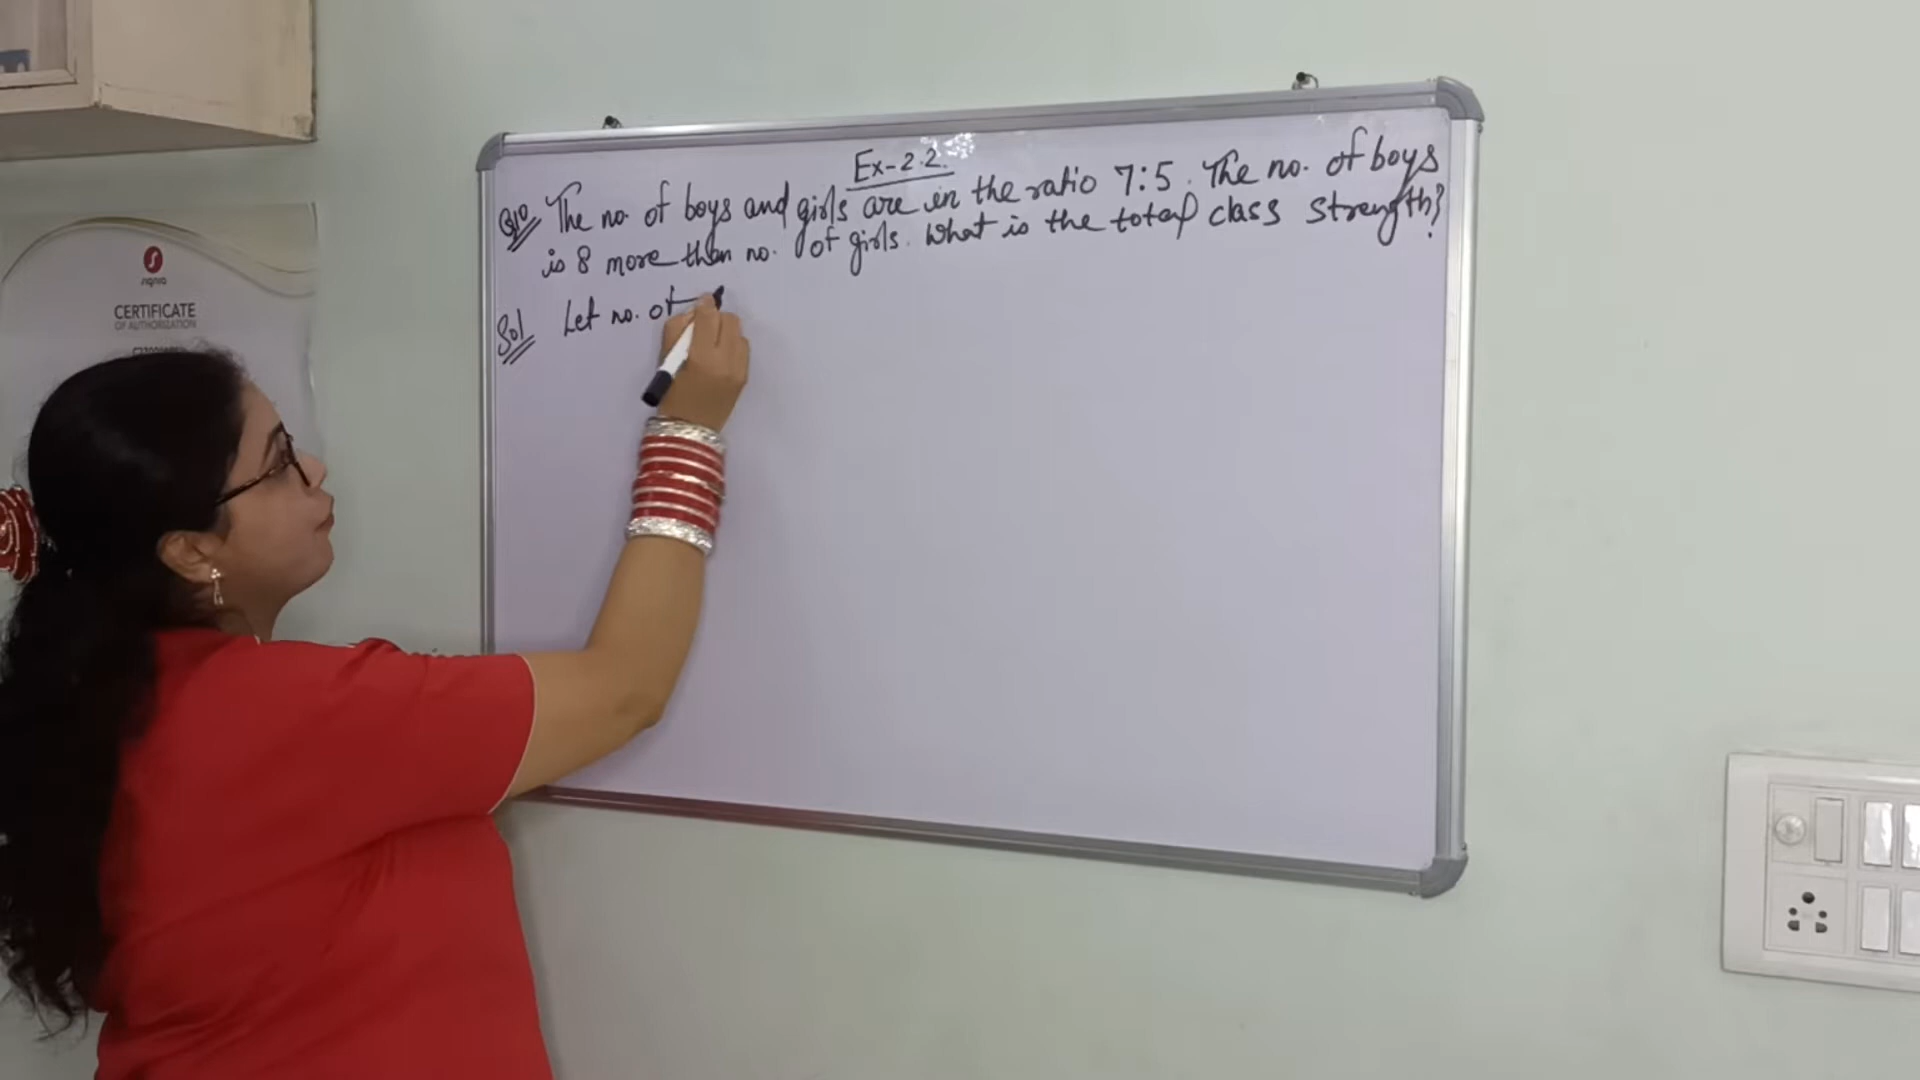 Ex-2.2.
Q10 The no. of boys and girls are in the ratio 7:5. The no. of boys
is 8 more than no. of girls. What is the total class strength?
Sol Let no. of
signia
CERTIFICATE
OF AUTHORIZATION